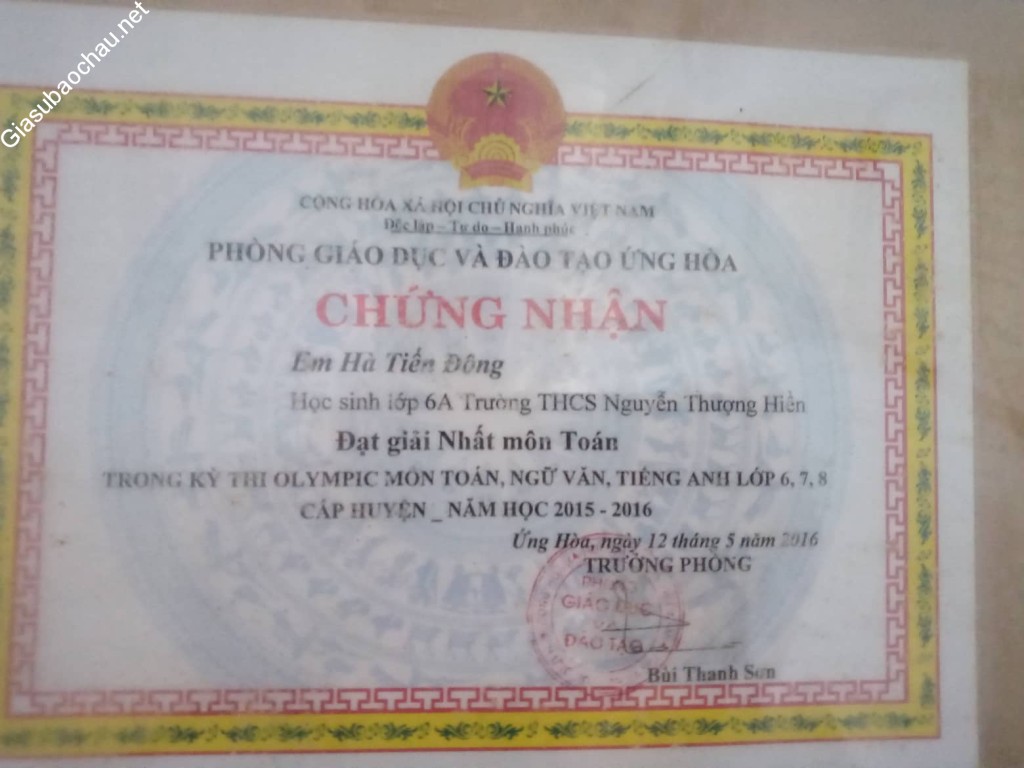 Giasubaochau.net
CỘNG HÒA XÃ HỘI CHỦ NGHĨA VIỆT NAM
Độc lập – Tự do – Hạnh phúc
PHÒNG GIÁO DỤC VÀ ĐÀO TẠO ỨNG HÒA
CHỨNG NHẬN
Em Hà Tiến Đông
Học sinh lớp 6A Trường THCS Nguyễn Thượng Hiền
Đạt giải Nhất môn Toán
TRONG KỲ THI OLYMPIC MÔN TOÁN, NGỮ VĂN, TIẾNG ANH LỚP 6, 7, 8
CẤP HUYỆN _ NĂM HỌC 2015 - 2016
Ứng Hòa, ngày 12 tháng 5 năm 2016
TRƯỞNG PHÒNG
PHÒNG
GIÁO DỤC
VÀ
ĐÀO TẠO
Bùi Thanh Sơn